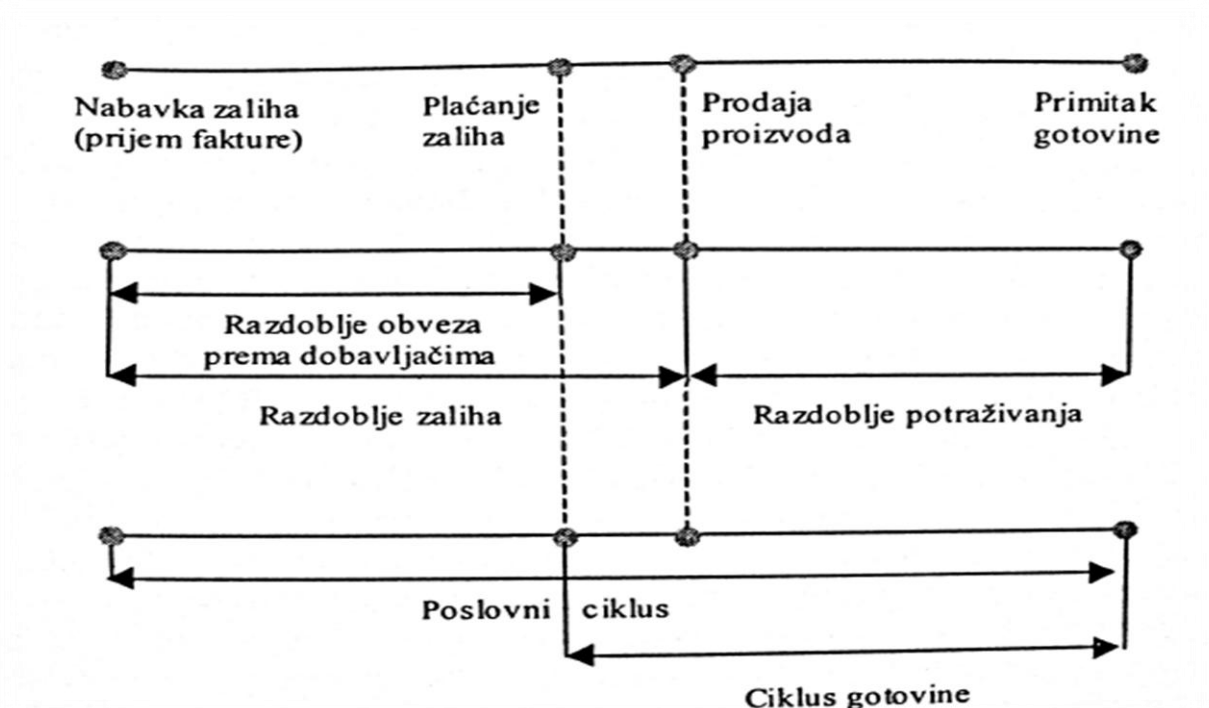 Nabavka zaliha
(prijem fakture)
Plaćanje
zaliha
Prodaja
proizvoda
Primitak
gotovine
Razdoblje obveza
prema dobavljačima
Razdoblje zaliha
Razdoblje potraživanja
Poslovni ciklus
Ciklus gotovine